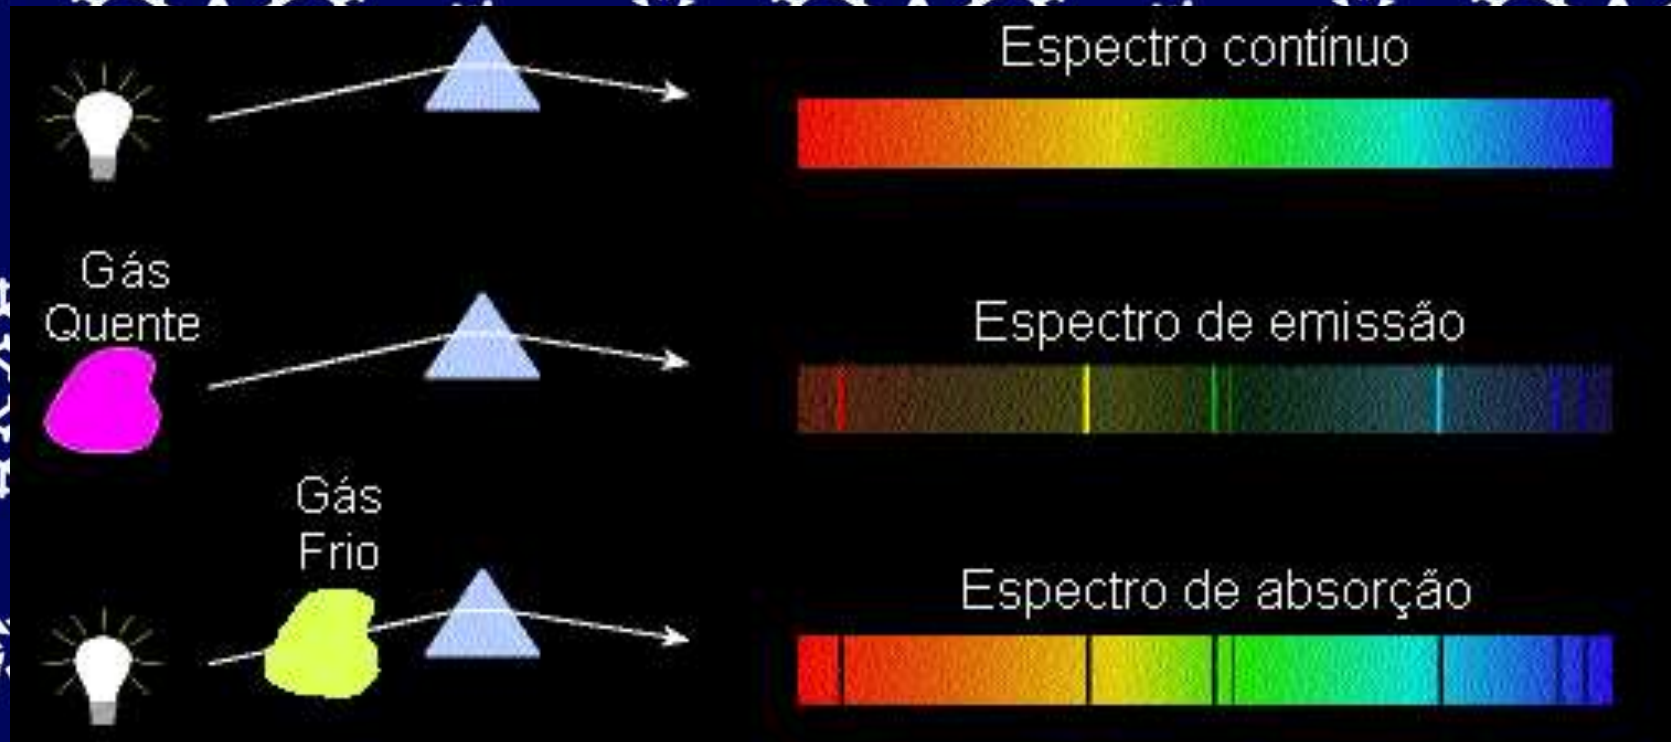 Espectro contínuo
Gás
Quente
Espectro de emissão
Gás
Frio
Espectro de absorção